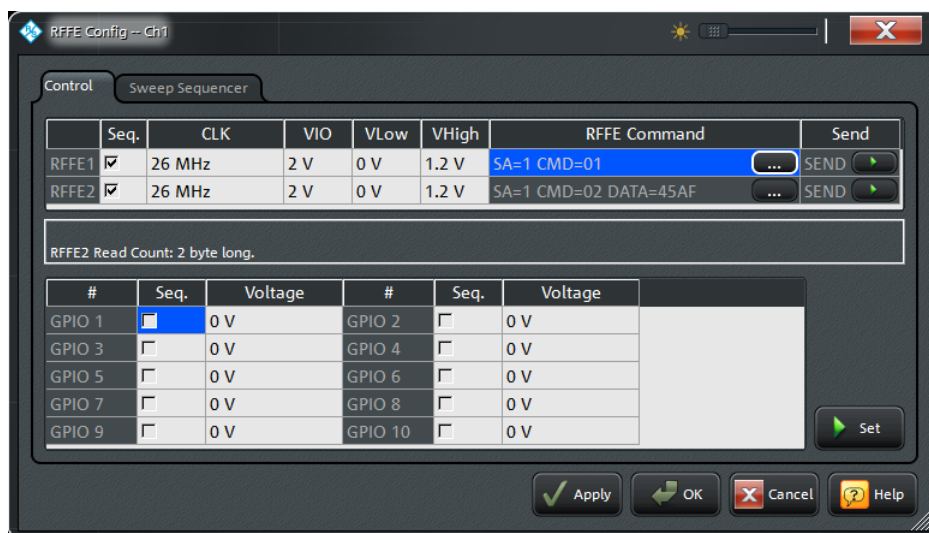 RFFE Config -- Ch1
Control Sweep Sequencer
Seq. CLK VIO VLow VHigh RFFE Command Send
RFFE1 26 MHz 2 V 0 V 1.2 V SA=1 CMD=01 ... SEND
RFFE2 26 MHz 2 V 0 V 1.2 V SA=1 CMD=02 DATA=45AF ... SEND
RFFE2 Read Count: 2 byte long.
# Seq. Voltage # Seq. Voltage
GPIO 1 0 V GPIO 2 0 V
GPIO 3 0 V GPIO 4 0 V
GPIO 5 0 V GPIO 6 0 V
GPIO 7 0 V GPIO 8 0 V
GPIO 9 0 V GPIO 10 0 V
Set
Apply OK Cancel Help